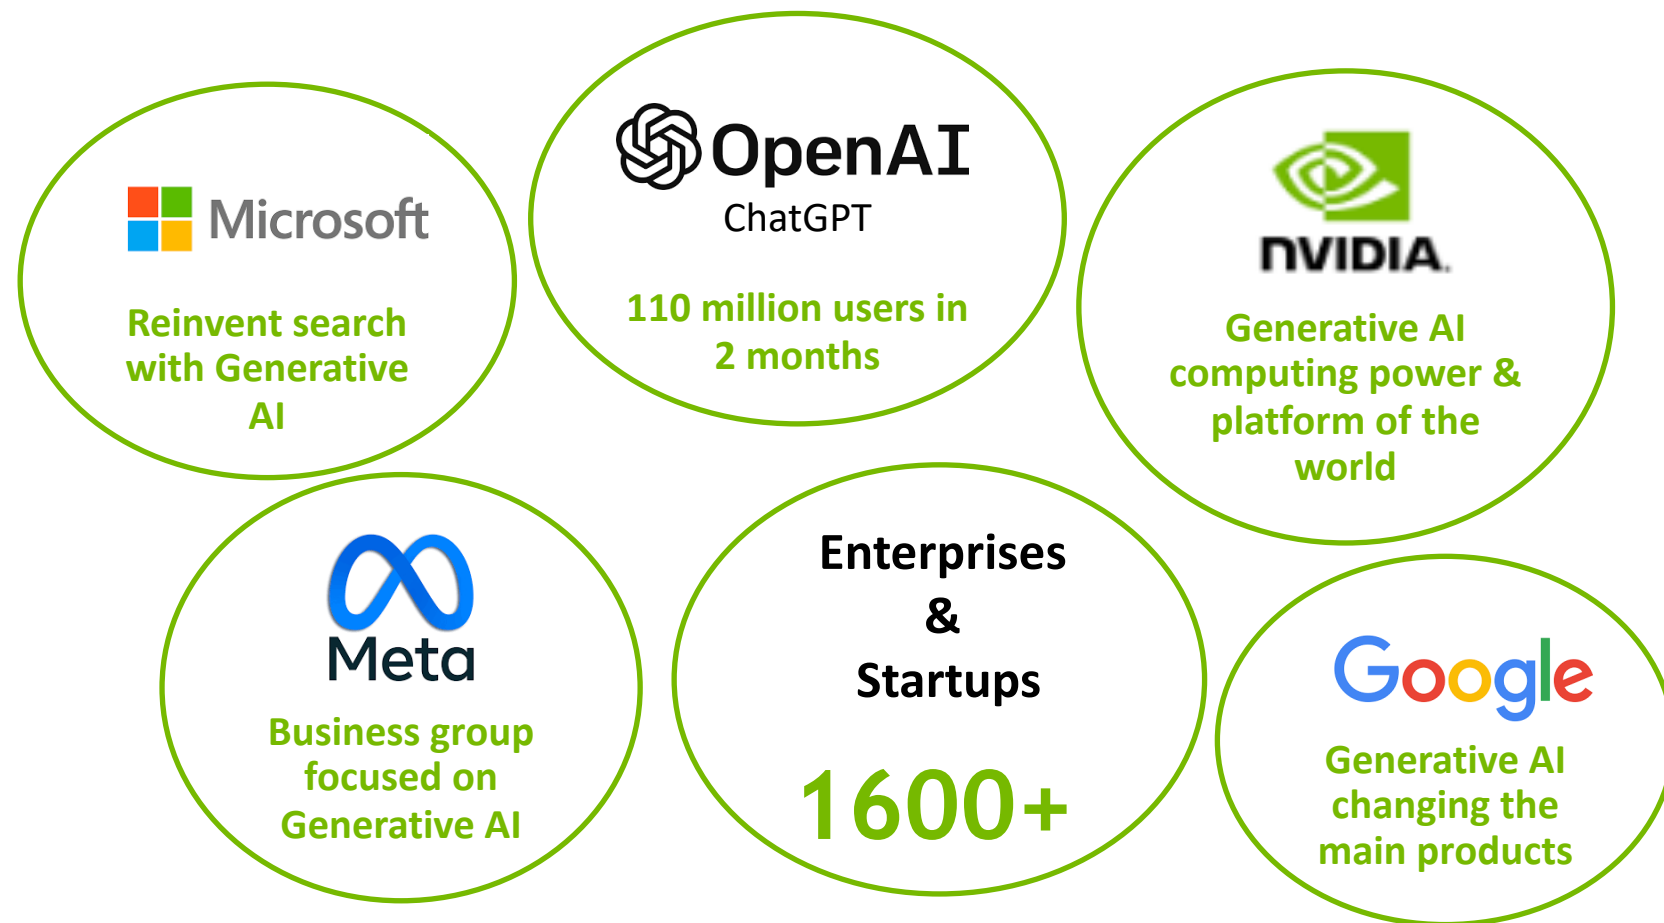 Microsoft
Reinvent search
with Generative
AI
OpenAI
ChatGPT
110 million users in
2 months
NVIDIA.
Generative AI
computing power &
platform of the
world
Meta
Business group
focused on
Generative AI
Enterprises
&
Startups
1600+
Google
Generative AI
changing the
main products